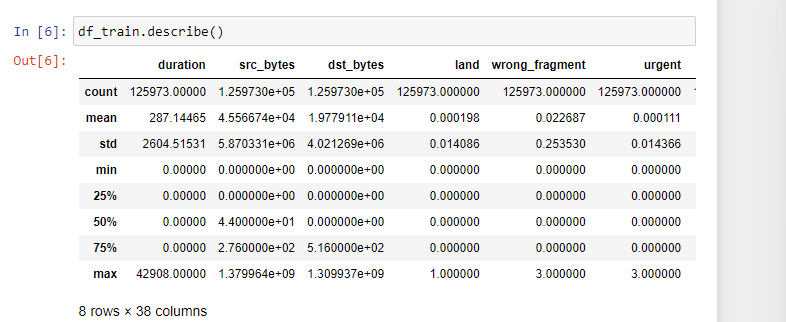 In [6]: df_train.describe()
Out[6]:
duration src_bytes dst_bytes land wrong_fragment urgent
count 125973.00000 1.259730e+05 1.259730e+05 125973.000000 125973.000000 125973.000000
mean 287.14465 4.556674e+04 1.977911e+04 0.000198 0.022687 0.000111
std 2604.51531 5.870331e+06 4.021269e+06 0.014086 0.253530 0.014366
min 0.00000 0.000000e+00 0.000000e+00 0.000000 0.000000 0.000000
25% 0.00000 0.000000e+00 0.000000e+00 0.000000 0.000000 0.000000
50% 0.00000 4.400000e+01 0.000000e+00 0.000000 0.000000 0.000000
75% 0.00000 2.760000e+02 5.160000e+02 0.000000 0.000000 0.000000
max 42908.00000 1.379964e+09 1.309937e+09 1.000000 3.000000 3.000000
8 rows × 38 columns